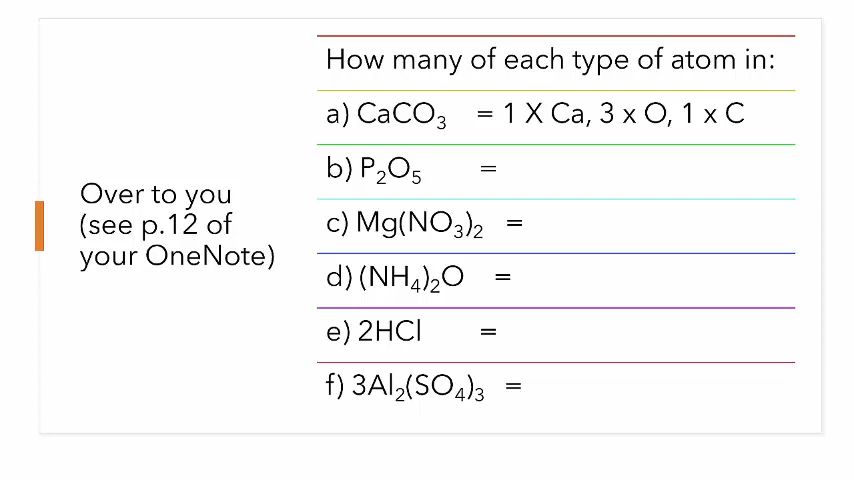 Over to you
(see p.12 of
your OneNote)
How many of each type of atom in:
a) CaCO₃ = 1 X Ca, 3 x O, 1 x C
b) P₂O₅ =
c) Mg(NO₃)₂ =
d) (NH₄)₂O =
e) 2HCl =
f) 3Al₂(SO₄)₃ =